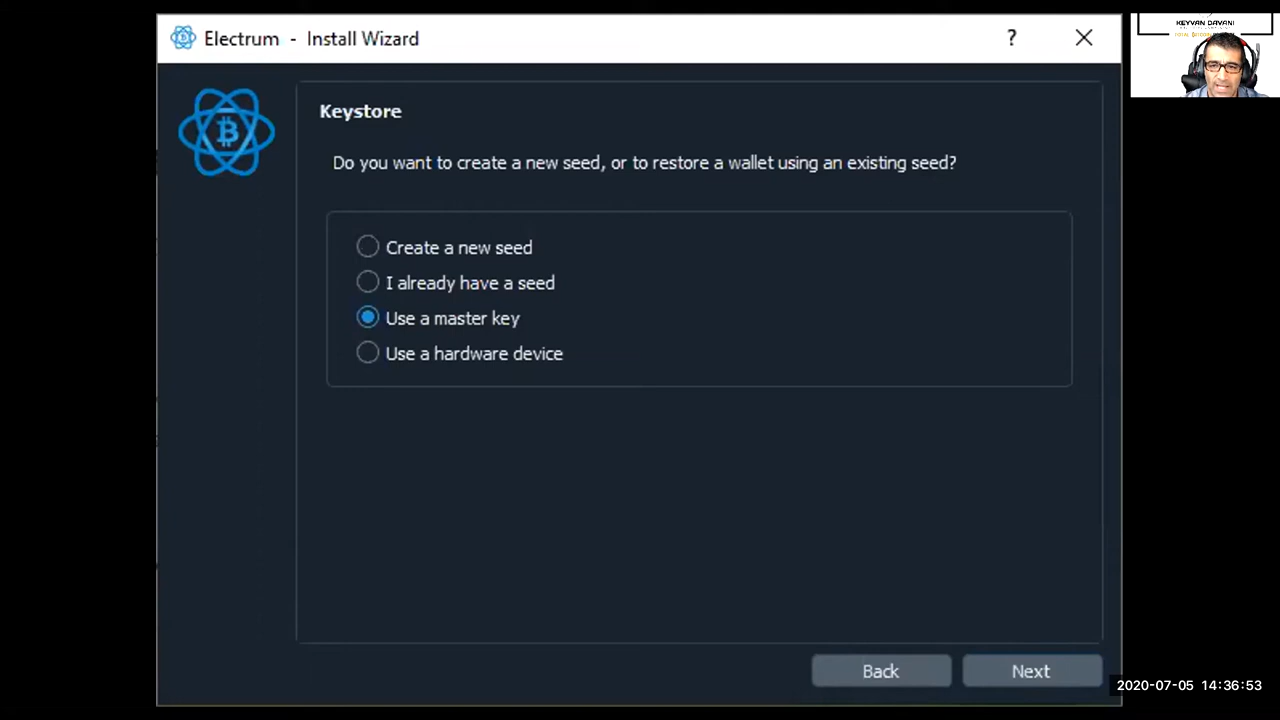 Electrum - Install Wizard
?
KEYVAN DAVANI
Keystore
Do you want to create a new seed, or to restore a wallet using an existing seed?
Create a new seed
I already have a seed
Use a master key
Use a hardware device
Back
Next
2020-07-05 14:36:53